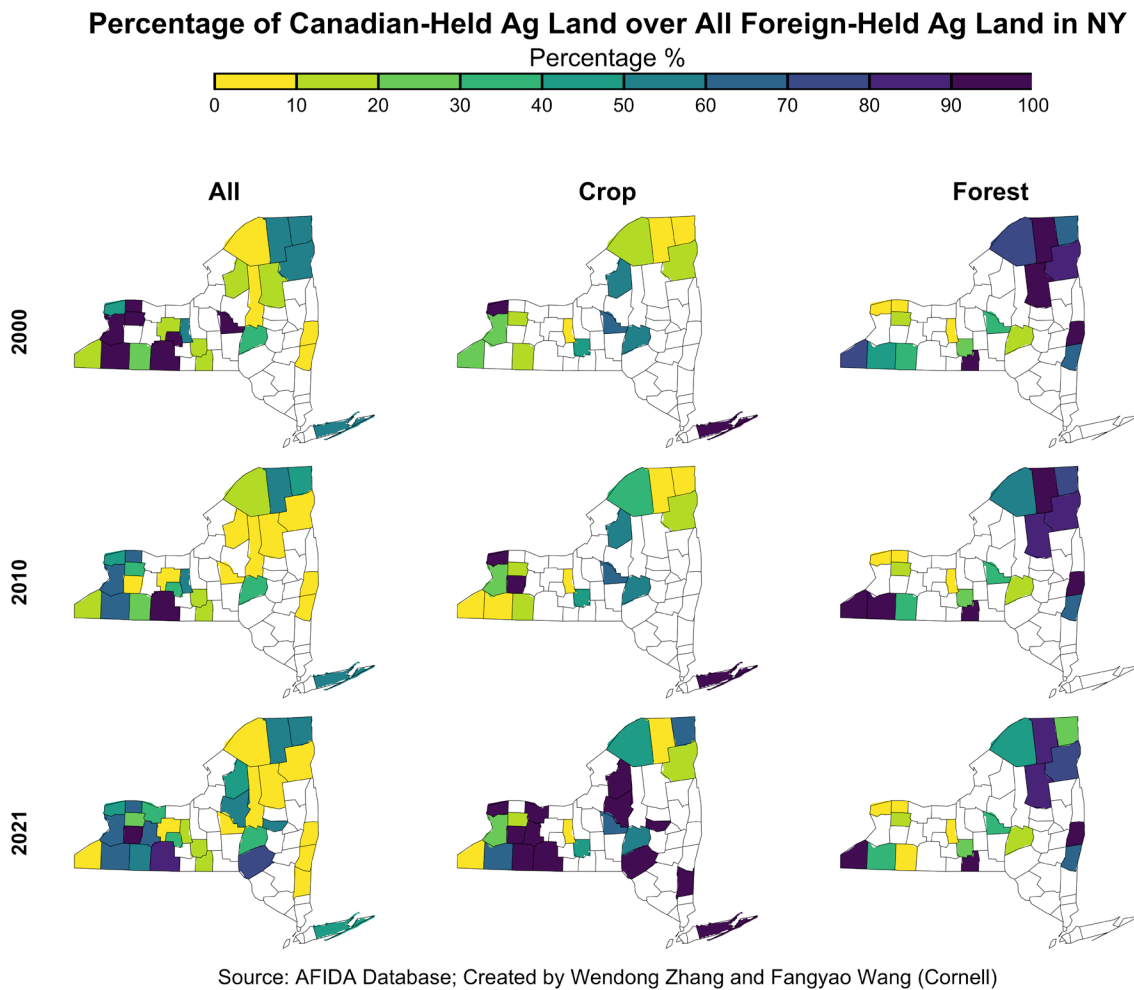 Percentage of Canadian-Held Ag Land over All Foreign-Held Ag Land in NY
Percentage %
0 10 20 30 40 50 60 70 80 90 100
All Crop Forest
2000
2010
2021
Source: AFIDA Database; Created by Wendong Zhang and Fangyao Wang (Cornell)